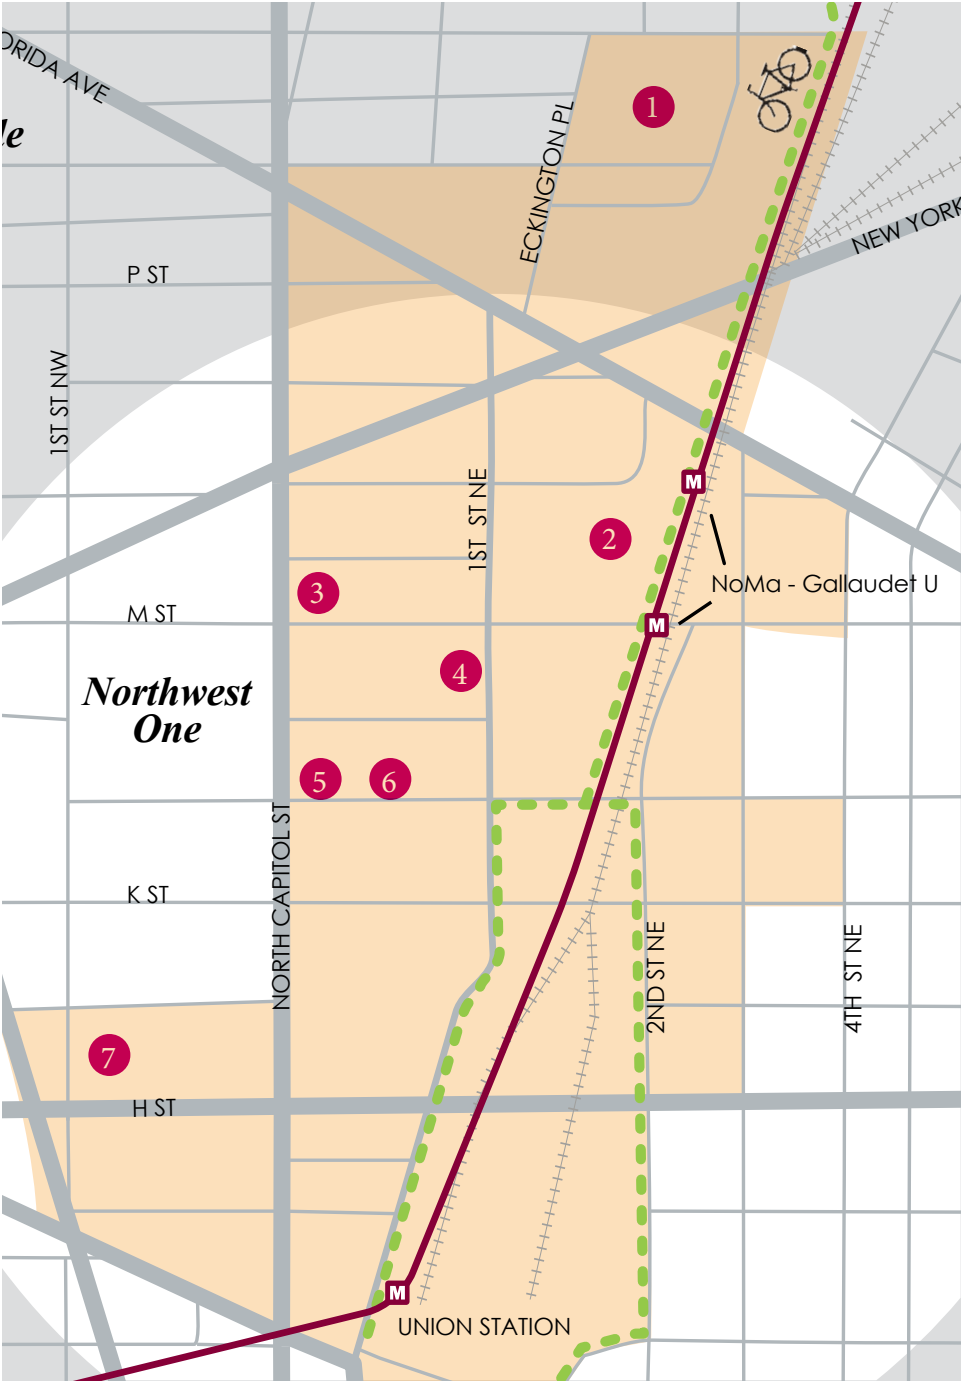 ORIDA AVE
le
1
ECKINGTON PL
NEW YORK
P ST
1ST ST NW
1ST ST NE
M
2
NoMa - Gallaudet U
3
M ST
M
4
Northwest
One
5
6
NORTH CAPITOL ST
K ST
2ND ST NE
4TH ST NE
7
H ST
M
UNION STATION